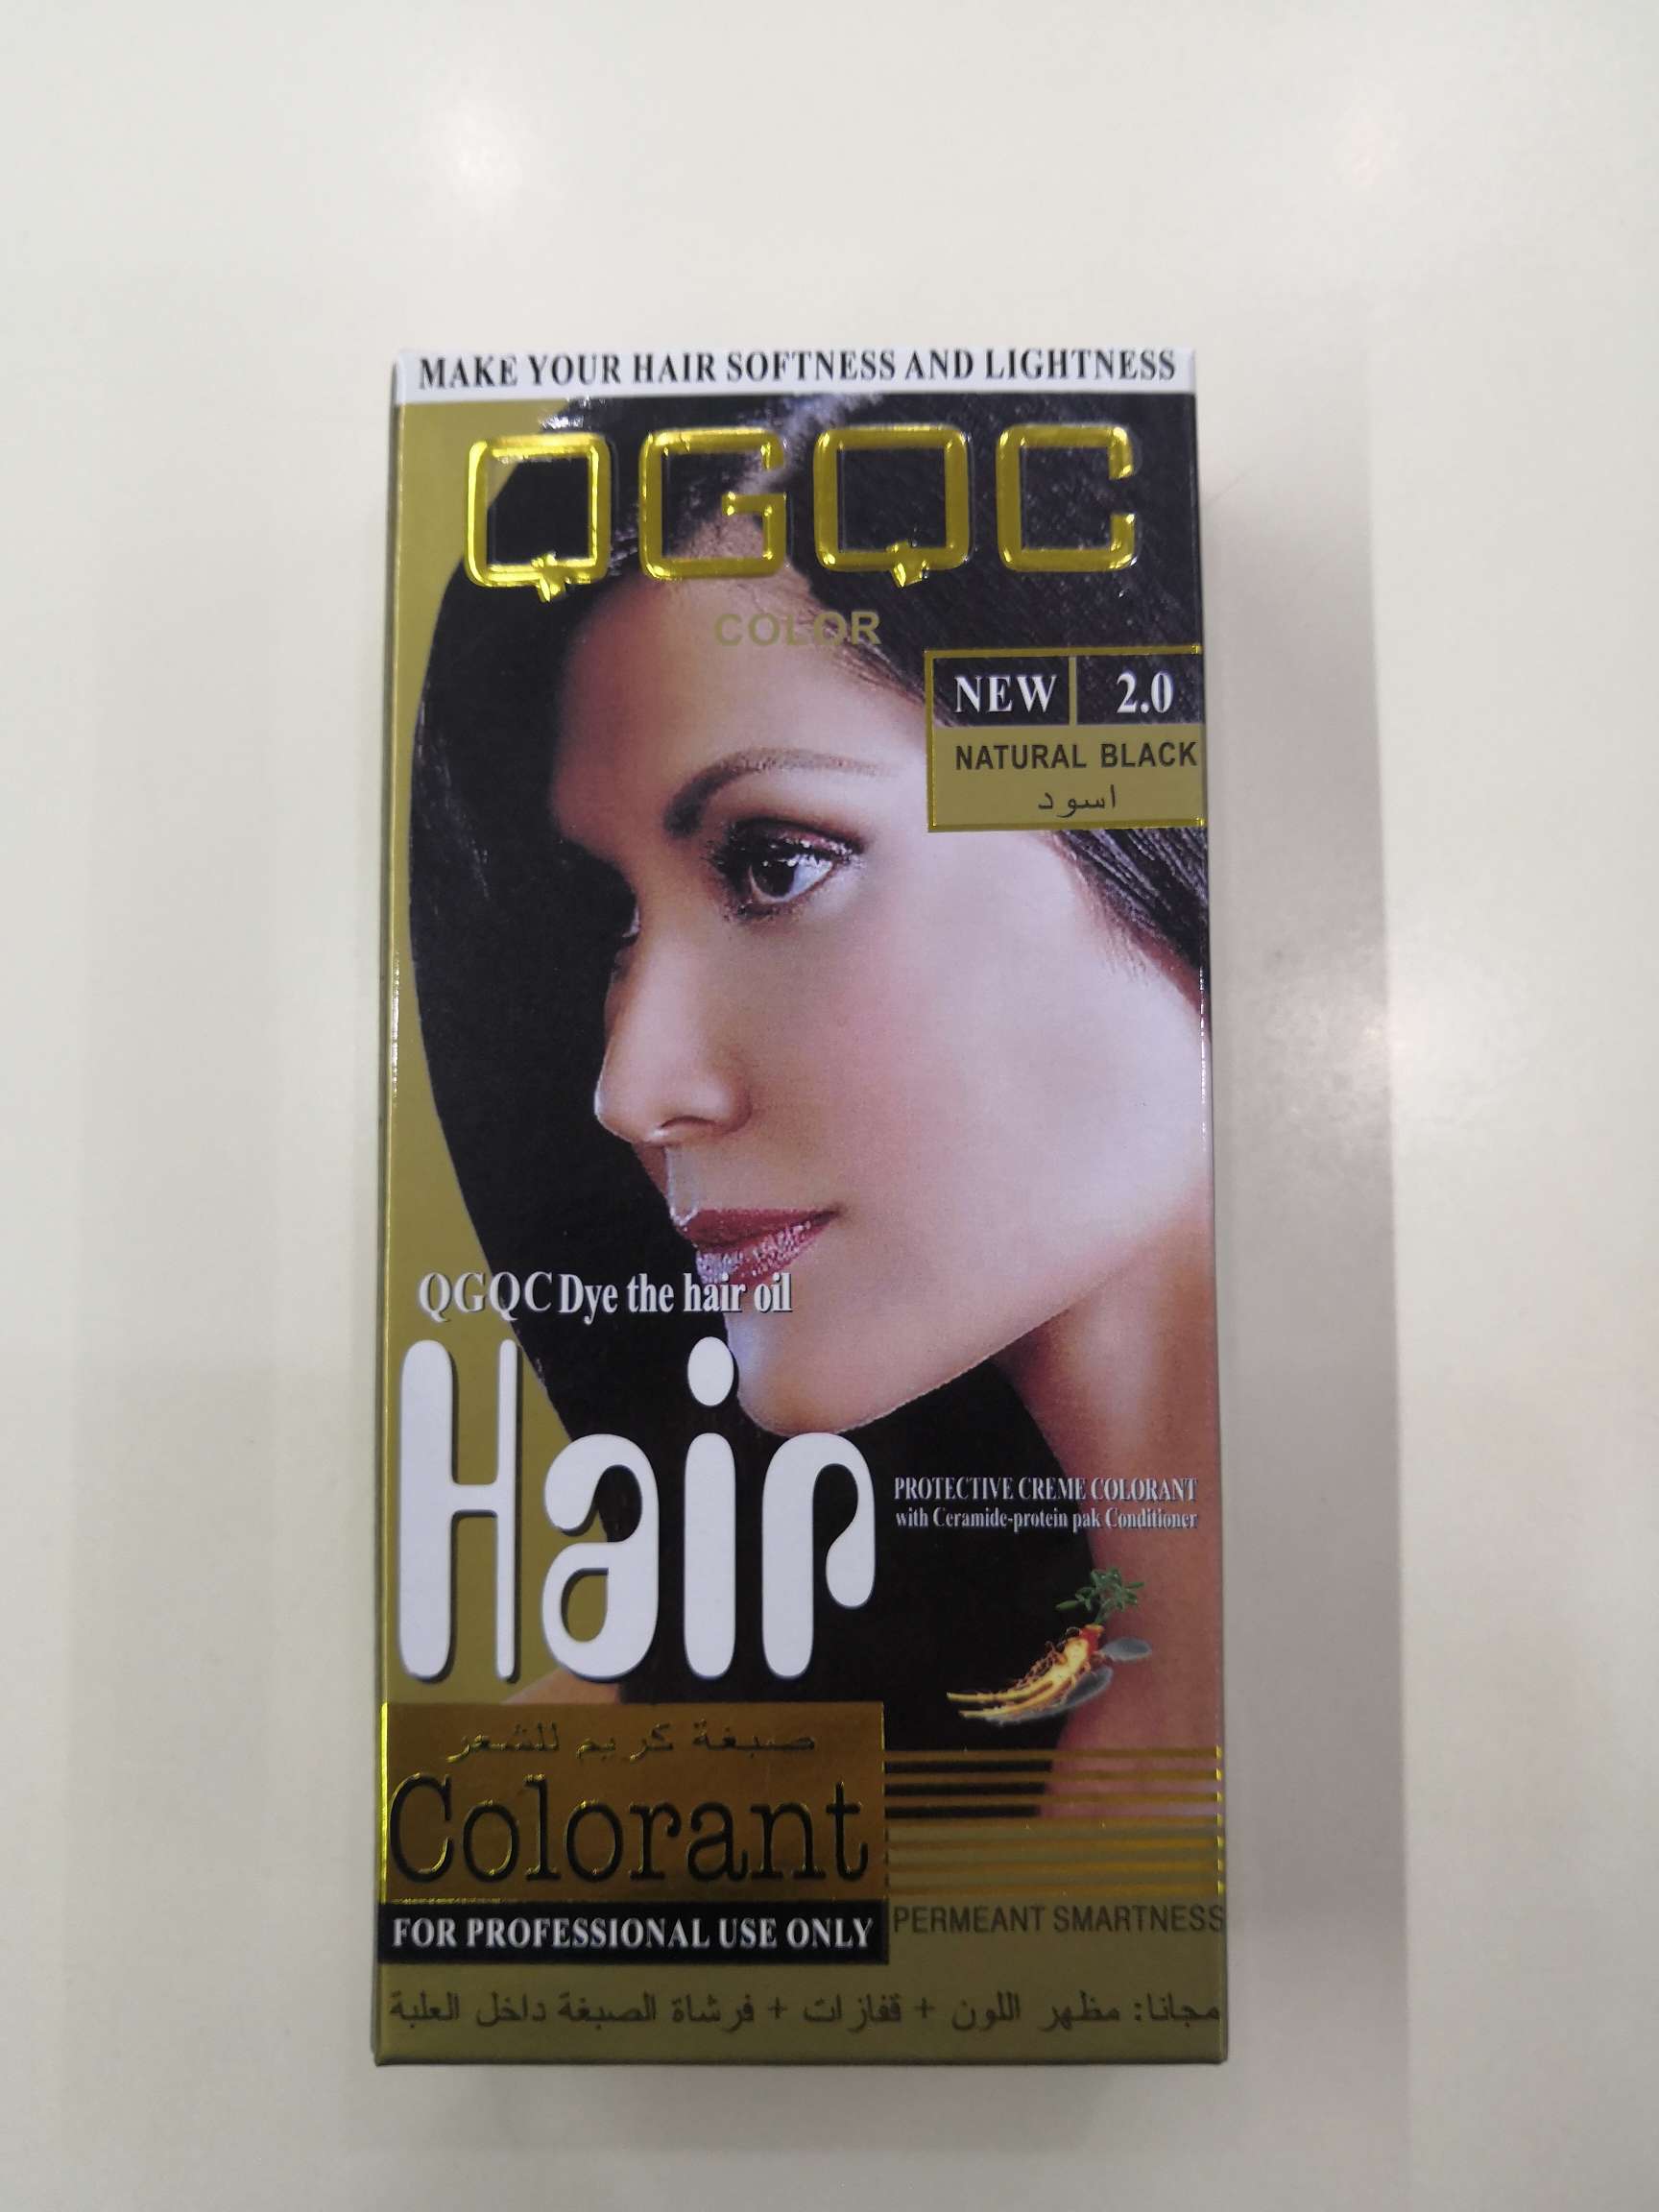 MAKE YOUR HAIR SOFTNESS AND LIGHTNESS
QGQC
COLOR
NEW 2.0
NATURAL BLACK
اسود
QGQC Dye the hair oil
Hair
PROTECTIVE CREME COLORANT
with Ceramide-protein pak Conditioner
صبغة كريم للشعر
Colorant
FOR PROFESSIONAL USE ONLY
PERMEANT SMARTNESS
مجانا: مظهر اللون + قفازات + فرشاة الصبغة داخل العلبة